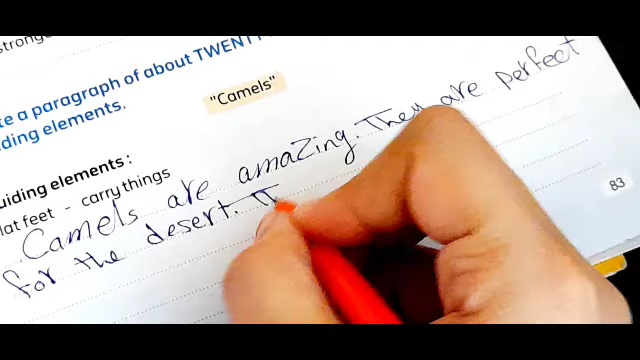 te a paragraph of about TWENTY
iding elements.
"Camels"
uiding elements:
lat feet - carry things
Camels are amazing. They are perfect
for the desert. T
83